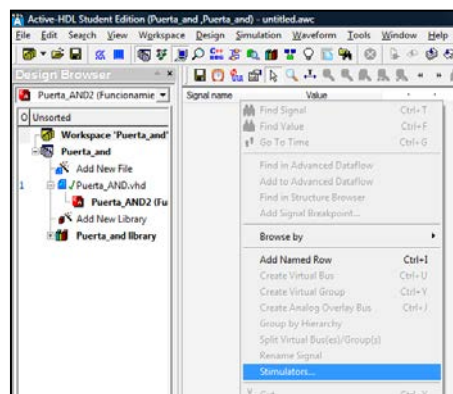 Active-HDL Student Edition (Puerta_and ,Puerta_and) - untitled.awc
File Edit Search View Workspace Design Simulation Waveform Tools Window Help
Design Browser
Puerta_AND2 (Funcionamie
Signal name Value
Unsorted
Workspace 'Puerta_and'
Puerta_and
Add New File
1 Puerta_AND.vhd
Puerta_AND2 (Fu
Add New Library
Puerta_and library
Find Signal Ctrl+T
Find Value Ctrl+F
Go To Time Ctrl+G
Find in Advanced Dataflow
Add to Advanced Dataflow
Find in Structure Browser
Add Signal Breakpoint...
Browse by
Add Named Row Ctrl+I
Create Virtual Bus Ctrl+U
Create Virtual Group Ctrl+Y
Create Analog Overlay Bus Ctrl+J
Group by Hierarchy
Split Virtual Bus(es)/Group(s)
Rename Signal
Stimulators...